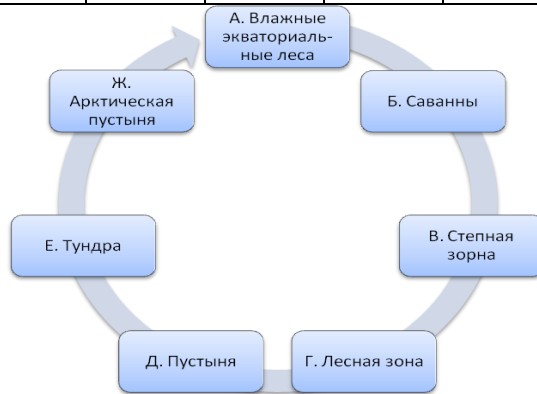 А. Влажные
экваториаль-
ные леса
Б. Саванны
В. Степная
зорна
Г. Лесная зона
Д. Пустыня
Е. Тундра
Ж.
Арктическая
пустыня